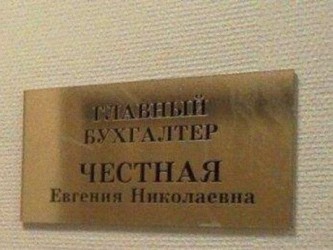 ГЛАВНЫЙ
БУХГАЛТЕР
ЧЕСТНАЯ
Евгения Николаевна